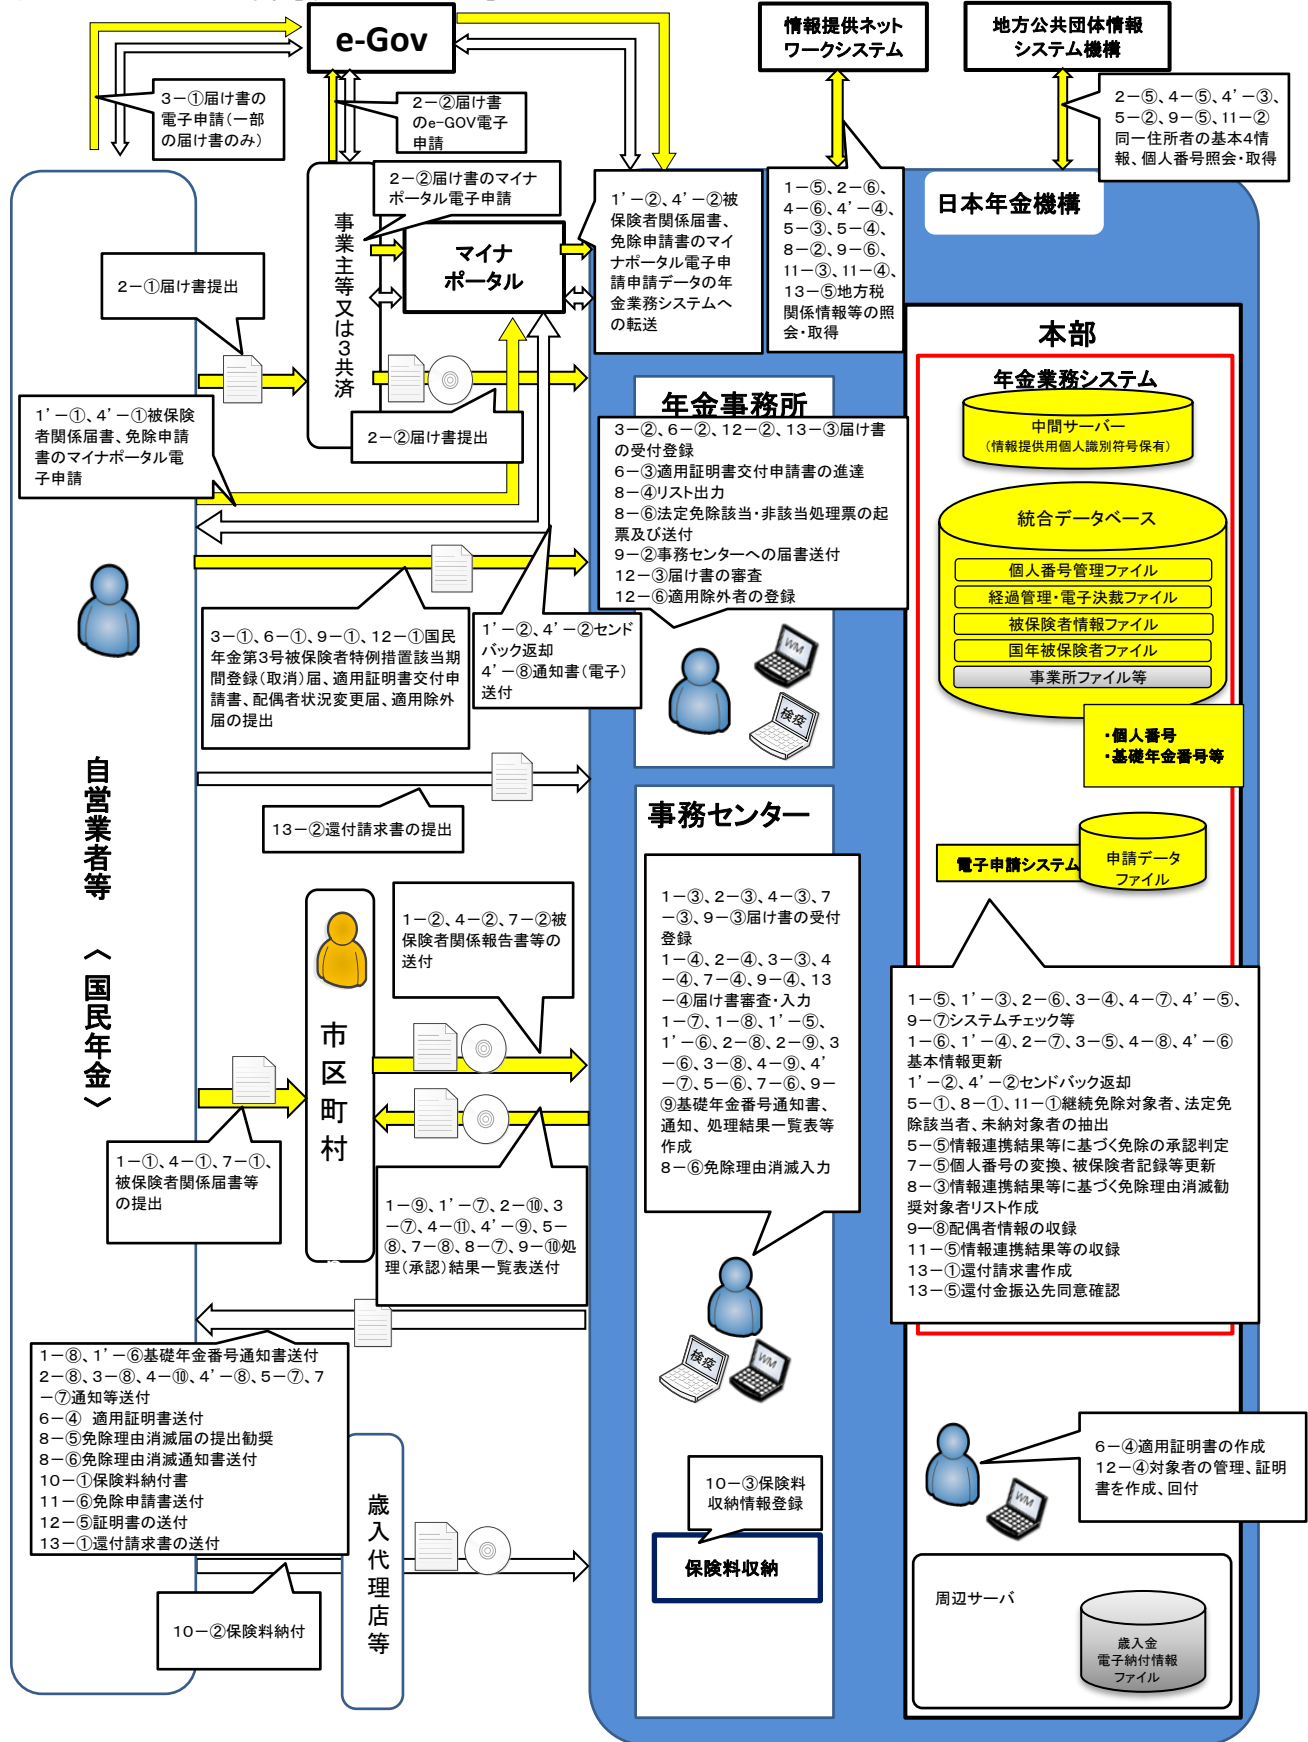 e-Gov
情報提供ネット
ワークシステム
地方公共団体情報
システム機構
3－①届け書の
電子申請（一部
の届け書のみ）
2－②届け書
のe-GOV電子
申請
2－⑤、4－⑤、4’－③、
5－②、9－⑤、11－②
同一住所者の基本4情
報、個人番号照会・取得
2－②届け書のマイナ
ポータル電子申請
1’－②、4’－②被
保険者関係届書、
免除申請書のマイ
ナポータル電子申
請申請データの年
金業務システムへ
の転送
1－⑤、2－⑥、
4－⑥、4’－④、
5－③、5－④、
8－②、9－⑥、
11－③、11－④、
13－⑤地方税
関係情報等の照
会・取得
日本年金機構
事業主等又は3共済
マイナ
ポータル
2－①届け書提出
本部
年金業務システム
中間サーバー
（情報提供用個人識別符号保有）
統合データベース
個人番号管理ファイル
経過管理・電子決裁ファイル
被保険者情報ファイル
国年被保険者ファイル
事業所ファイル等
・個人番号
・基礎年金番号等
電子申請システム
申請データ
ファイル
1’－①、4’－①被保険
者関係届書、免除申請
書のマイナポータル電
子申請
2－②届け書提出
年金事務所
3－②、6－②、12－②、13－③届け書
の受付登録
6－③適用証明書交付申請書の進達
8－④リスト出力
8－⑥法定免除該当・非該当処理票の起
票及び送付
9－②事務センターへの届書送付
12－③届け書の審査
12－⑥適用除外者の登録
WM
検疫
3－①、6－①、9－①、12－①国民
年金第3号被保険者特例措置該当期
間登録（取消）届、適用証明書交付申
請書、配偶者状況変更届、適用除外
届の提出
1’－②、4’－②センド
バック返却
4’－⑧通知書（電子）
送付
自営業者等 〈国民年金〉
13－②還付請求書の提出
事務センター
1－③、2－③、4－③、7
－③、9－③届け書の受付
登録
1－④、2－④、3－③、4
－④、7－④、9－④、13
－④届け書審査・入力
1－⑦、1－⑧、1’－⑤、
1’－⑥、2－⑧、2－⑨、3
－⑥、3－⑧、4－⑨、4’
－⑦、5－⑥、7－⑥、9－
⑨基礎年金番号通知書、
通知、処理結果一覧表等
作成
8－⑥免除理由消滅入力
1－②、4－②、7－②被
保険者関係報告書等の
送付
市区町村
1－①、4－①、7－①、
被保険者関係届書等
の提出
1－⑨、1’－⑦、2－⑩、3
－⑦、4－⑪、4’－⑨、5－
⑧、7－⑧、8－⑦、9－⑩処
理（承認）結果一覧表送付
1－⑤、1’－③、2－⑥、3－④、4－⑦、4’－⑤、
9－⑦システムチェック等
1－⑥、1’－④、2－⑦、3－⑤、4－⑧、4’－⑥
基本情報更新
1’－②、4’－②センドバック返却
5－①、8－①、11－①継続免除対象者、法定免
除該当者、未納対象者の抽出
5－⑤情報連携結果等に基づく免除の承認判定
7－⑤個人番号の変換、被保険者記録等更新
8－③情報連携結果等に基づく免除理由消滅勧
奨対象者リスト作成
9－⑧配偶者情報の収録
11－⑤情報連携結果等の収録
13－①還付請求書作成
13－⑤還付金振込先同意確認
検疫
WM
1－⑧、1’－⑥基礎年金番号通知書送付
2－⑧、3－⑧、4－⑩、4’－⑧、5－⑦、7
－⑦通知等送付
6－④ 適用証明書送付
8－⑤免除理由消滅届の提出勧奨
8－⑥免除理由消滅通知書送付
10－①保険料納付書
11－⑥免除申請書送付
12－⑤証明書の送付
13－①還付請求書の送付
歳入代理店等
10－②保険料納付
10－③保険料
収納情報登録
保険料収納
6－④適用証明書の作成
12－④対象者の管理、証明
書を作成、回付
WM
周辺サーバ
歳入金
電子納付情報
ファイル